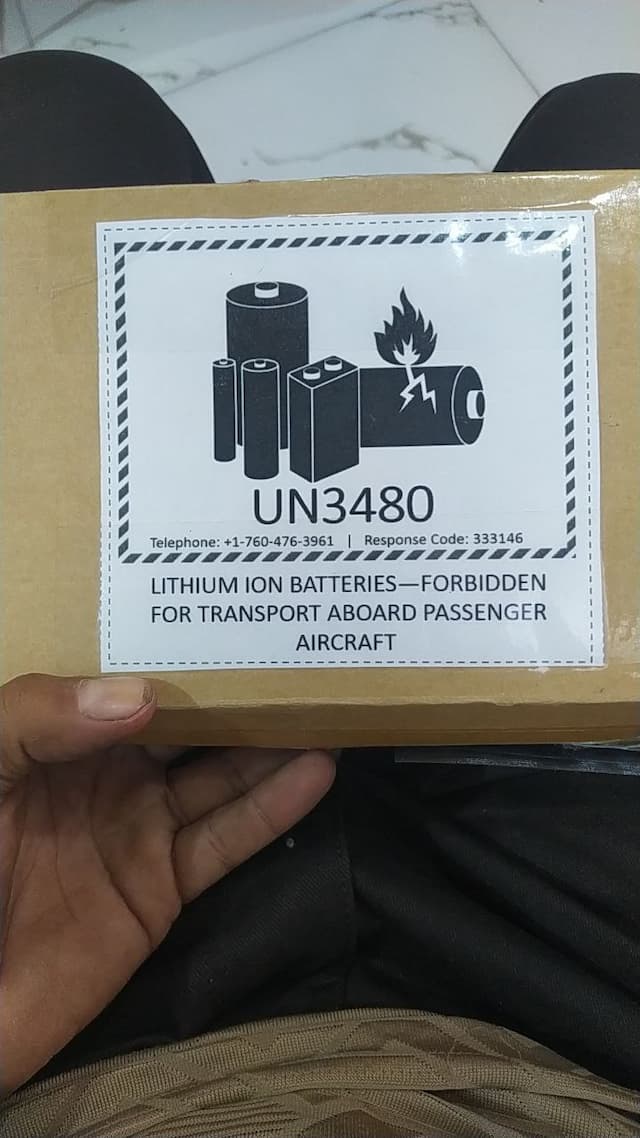 UN3480
Telephone: +1-760-476-3961 | Response Code: 333146
LITHIUM ION BATTERIES—FORBIDDEN
FOR TRANSPORT ABOARD PASSENGER
AIRCRAFT